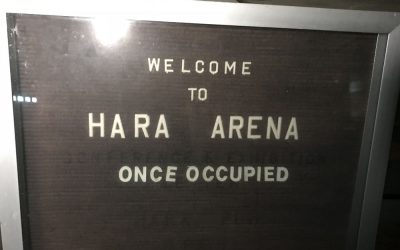 WELCOME
TO
HARA ARENA
ONCE OCCUPIED